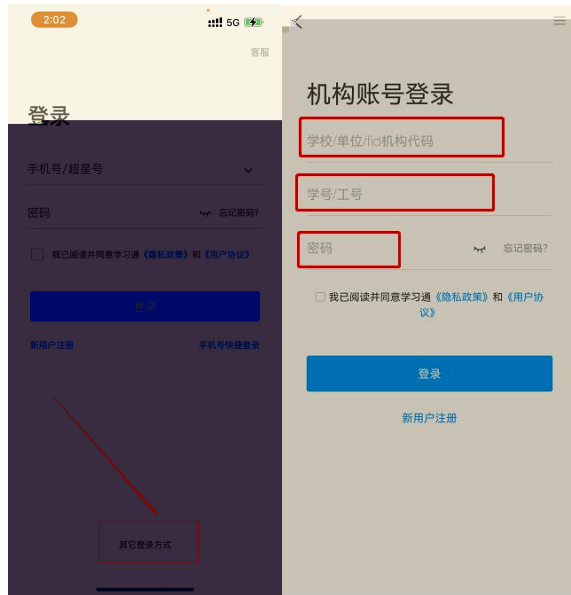 2:02
5G
客服
登录
手机号/超星号
密码
忘记密码?
我已阅读并同意学习通《隐私政策》和《用户协议》
登录
新用户注册
手机号快捷登录
其它登录方式
机构账号登录
学校/单位/fid机构代码
学号/工号
密码
忘记密码?
我已阅读并同意学习通《隐私政策》和《用户协
议》
登录
新用户注册